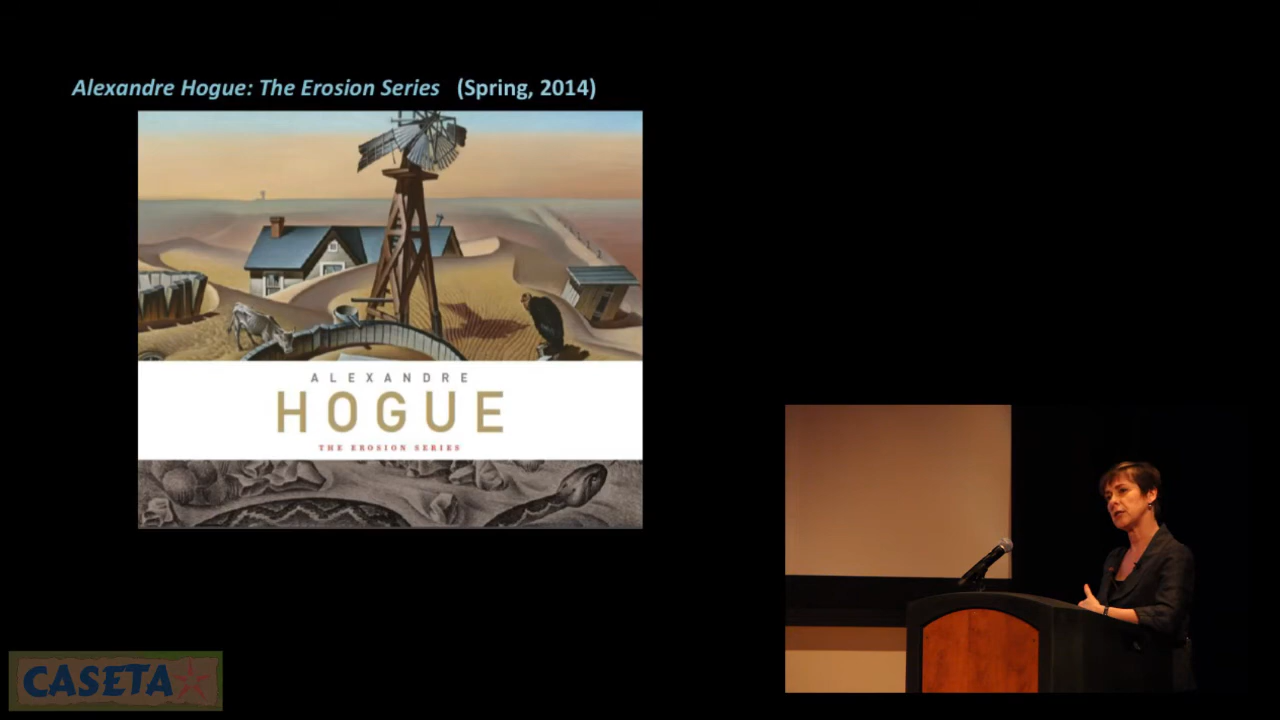 Alexandre Hogue: The Erosion Series (Spring, 2014)
ALEXANDRE
HOGUE
THE EROSION SERIES
CASETA